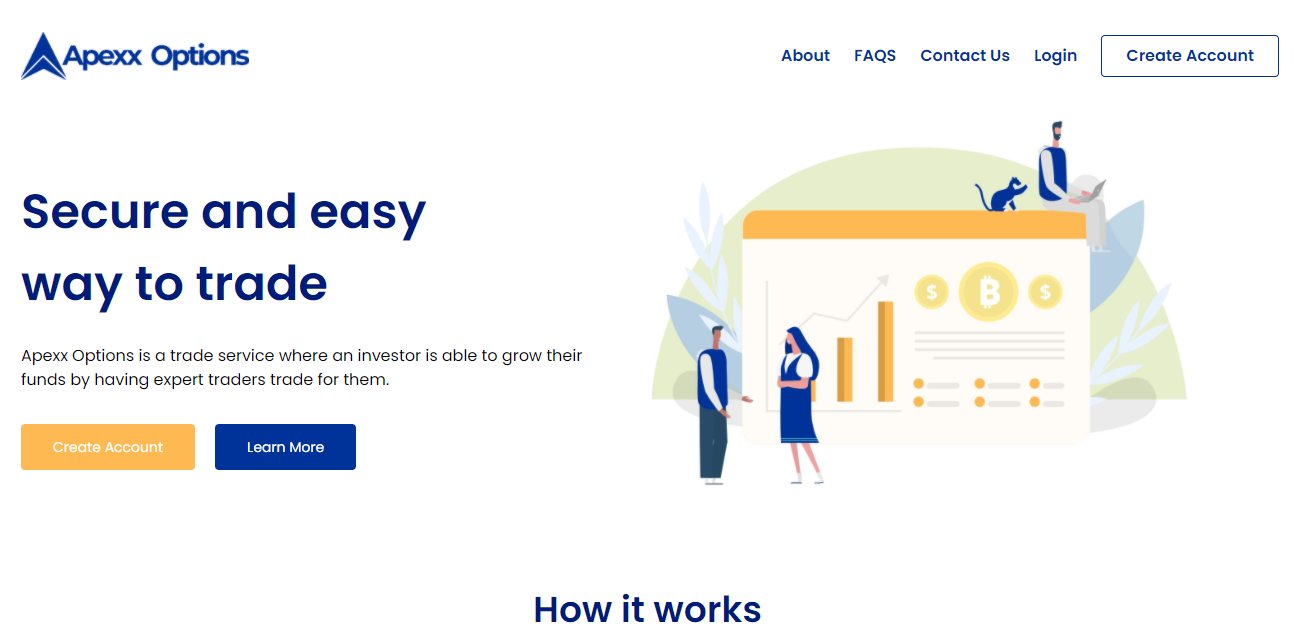 Apexx Options
About FAQS Contact Us Login Create Account
Secure and easy
way to trade
Apexx Options is a trade service where an investor is able to grow their
funds by having expert traders trade for them.
Create Account Learn More
$ B $
How it works